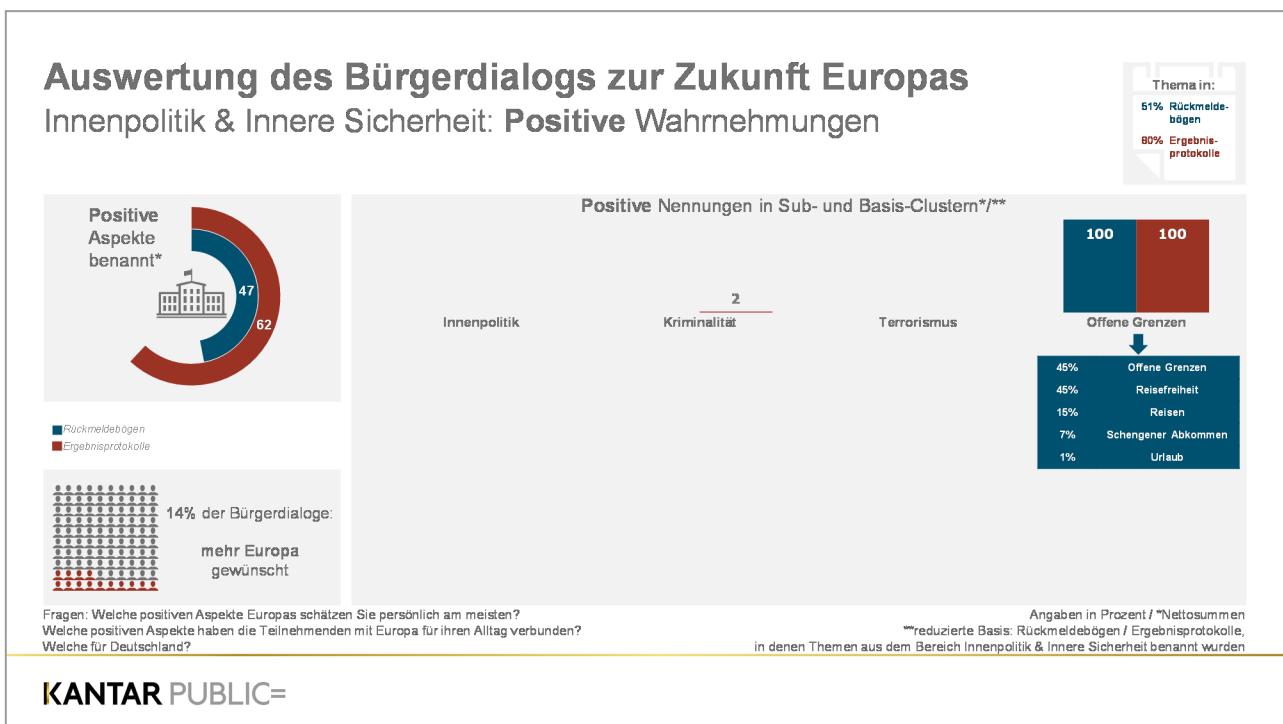 Auswertung des Bürgerdialogs zur Zukunft Europas
Innenpolitik & Innere Sicherheit: Positive Wahrnehmungen
Thema in:
51% Rückmelde-
bögen
80% Ergebnis-
protokolle
Positive
Aspekte
benannt*
47
62
Rückmeldebögen
Ergebnisprotokolle
14% der Bürgerdialoge:
mehr Europa
gewünscht
Positive Nennungen in Sub- und Basis-Clustern*/**
100 100
2
Innenpolitik Kriminalität Terrorismus Offene Grenzen
45% Offene Grenzen
45% Reisefreiheit
15% Reisen
7% Schengener Abkommen
1% Urlaub
Fragen: Welche positiven Aspekte Europas schätzen Sie persönlich am meisten?
Welche positiven Aspekte haben die Teilnehmenden mit Europa für ihren Alltag verbunden?
Welche für Deutschland?
Angaben in Prozent / *Nettosummen
**reduzierte Basis: Rückmeldebögen / Ergebnisprotokolle,
in denen Themen aus dem Bereich Innenpolitik & Innere Sicherheit benannt wurden
KANTAR PUBLIC=